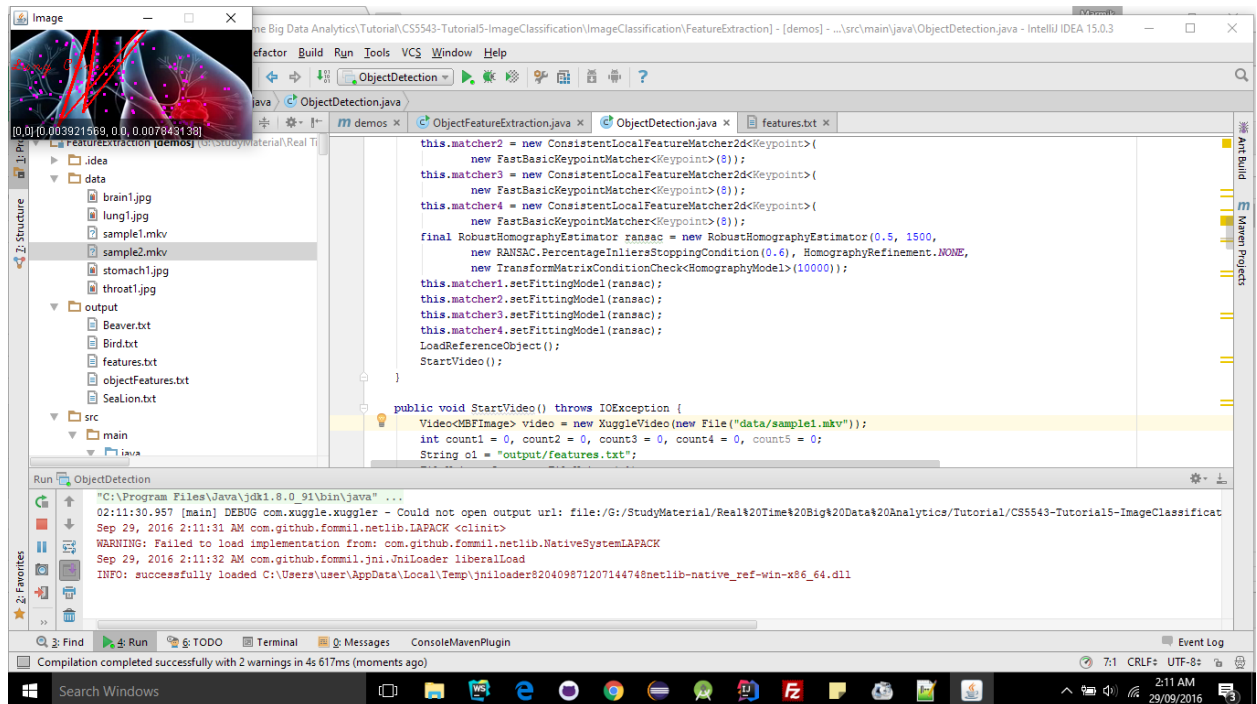 Image
me Big Data Analytics\Tutorial\CS5543-Tutorial5-ImageClassification\ImageClassification\FeatureExtraction] - [demos] - ...\src\main\java\ObjectDetection.java - IntelliJ IDEA 15.0.3
efactor Build Run Tools VCS Window Help
ObjectDetection
java ObjectDetection.java
[0,0] [0.003921569, 0.0, 0.007843138]
m demos ObjectFeatureExtraction.java ObjectDetection.java features.txt
FeatureExtraction [demos] (G:\StudyMaterial\Real Ti
.idea
data
brain1.jpg
lung1.jpg
sample1.mkv
sample2.mkv
stomach1.jpg
throat1.jpg
output
Beaver.txt
Bird.txt
features.txt
objectFeatures.txt
SeaLion.txt
src
main
java
this.matcher2 = new ConsistentLocalFeatureMatcher2d<Keypoint>(
new FastBasicKeypointMatcher<Keypoint>(8));
this.matcher3 = new ConsistentLocalFeatureMatcher2d<Keypoint>(
new FastBasicKeypointMatcher<Keypoint>(8));
this.matcher4 = new ConsistentLocalFeatureMatcher2d<Keypoint>(
new FastBasicKeypointMatcher<Keypoint>(8));
final RobustHomographyEstimator ransac = new RobustHomographyEstimator(0.5, 1500,
new RANSAC.PercentageInliersStoppingCondition(0.6), HomographyRefinement.NONE,
new TransformMatrixConditionCheck<HomographyModel>(10000));
this.matcher1.setFittingModel(ransac);
this.matcher2.setFittingModel(ransac);
this.matcher3.setFittingModel(ransac);
this.matcher4.setFittingModel(ransac);
LoadReferenceObject();
StartVideo();
}
public void StartVideo() throws IOException {
Video<MBFImage> video = new XuggleVideo(new File("data/sample1.mkv"));
int count1 = 0, count2 = 0, count3 = 0, count4 = 0, count5 = 0;
String o1 = "output/features.txt";
Ant Build
m Maven Projects
Z: Structure
2: Favorites
Run ObjectDetection
"C:\Program Files\Java\jdk1.8.0_91\bin\java" ...
02:11:30.957 [main] DEBUG com.xuggle.xuggler - Could not open output url: file:/G:/StudyMaterial/Real%20Time%20Big%20Data%20Analytics/Tutorial/CS5543-Tutorial5-ImageClassificat
Sep 29, 2016 2:11:31 AM com.github.fommil.netlib.LAPACK <clinit>
WARNING: Failed to load implementation from: com.github.fommil.netlib.NativeSystemLAPACK
Sep 29, 2016 2:11:32 AM com.github.fommil.jni.JniLoader liberalLoad
INFO: successfully loaded C:\Users\user\AppData\Local\Temp\jniloader820409871207144748netlib-native_ref-win-x86_64.dll
3: Find 4: Run 6: TODO Terminal 0: Messages ConsoleMavenPlugin Event Log
Compilation completed successfully with 2 warnings in 4s 617ms (moments ago) 7:1 CRLF UTF-8
Search Windows
WS
2:11 AM
29/09/2016
3